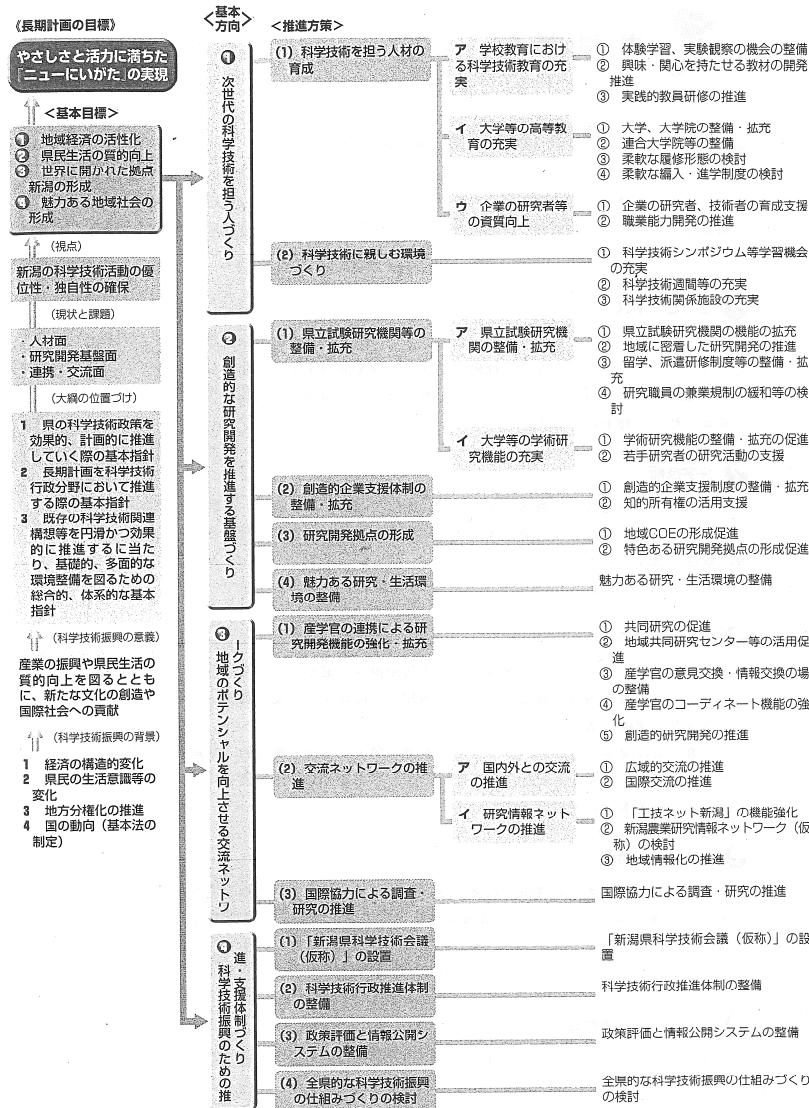 《長期計画の目標》
やさしさと活力に満ちた
「ニューにいがた」の実現
＜基本目標＞
❶ 地域経済の活性化
❷ 県民生活の質的向上
❸ 世界に開かれた拠点
新潟の形成
❹ 魅力ある地域社会の
形成
（視点）
新潟の科学技術活動の優
位性・独自性の確保
（現状と課題）
・人材面
・研究開発基盤面
・連携・交流面
（大綱の位置づけ）
1 県の科学技術政策を
効果的、計画的に推進
していく際の基本指針
2 長期計画を科学技術
行政分野において推進
する際の基本指針
3 既存の科学技術関連
構想等を円滑かつ効果
的に推進するに当た
り、基礎的、多面的な
環境整備を図るための
総合的、体系的な基本
指針
（科学技術振興の意義）
産業の振興や県民生活の
質的向上を図るととも
に、新たな文化の創造や
国際社会への貢献
（科学技術振興の背景）
1 経済の構造的変化
2 県民の生活意識等の
変化
3 地方分権化の推進
4 国の動向（基本法の
制定）
＜基本
方向＞
＜推進方策＞
❶ 次世代の科学技術を担う人づくり
(1) 科学技術を担う人材の
育成
ア 学校教育におけ
る科学技術教育の充
実
① 体験学習、実験観察の機会の整備
② 興味・関心を持たせる教材の開発
推進
③ 実践的教員研修の推進
イ 大学等の高等教
育の充実
① 大学、大学院の整備・拡充
② 連合大学院等の整備
③ 柔軟な履修形態の検討
④ 柔軟な編入・進学制度の検討
ウ 企業の研究者等
の資質向上
① 企業の研究者、技術者の育成支援
② 職業能力開発の推進
(2) 科学技術に親しむ環境
づくり
① 科学技術シンポジウム等学習機会
の充実
② 科学技術週間等の充実
③ 科学技術関係施設の充実
❷ 創造的な研究開発を推進する基盤づくり
(1) 県立試験研究機関等の
整備・拡充
ア 県立試験研究機
関の整備・拡充
① 県立試験研究機関の機能の拡充
② 地域に密着した研究開発の推進
③ 留学、派遣研修制度等の整備・拡
充
④ 研究職員の兼業規制の緩和等の検
討
イ 大学等の学術研
究機能の充実
① 学術研究機能の整備・拡充の促進
② 若手研究者の研究活動の支援
(2) 創造的企業支援体制の
整備・拡充
① 創造的企業支援制度の整備・拡充
② 知的所有権の活用支援
(3) 研究開発拠点の形成
① 地域COEの形成促進
② 特色ある研究開発拠点の形成促進
(4) 魅力ある研究・生活環
境の整備
魅力ある研究・生活環境の整備
❸ 地域のポテンシャルを向上させる交流ネットワ
ークづくり
(1) 産学官の連携による研
究開発機能の強化・拡充
① 共同研究の促進
② 地域共同研究センター等の活用促
進
③ 産学官の意見交換・情報交換の場
の整備
④ 産学官のコーディネート機能の強
化
⑤ 創造的研究開発の推進
(2) 交流ネットワークの推
進
ア 国内外との交流
の推進
① 広域的交流の推進
② 国際交流の推進
イ 研究情報ネット
ワークの推進
① 「工技ネット新潟」の機能強化
② 新潟農業研究情報ネットワーク（仮
称）の検討
③ 地域情報化の推進
(3) 国際協力による調査・
研究の推進
国際協力による調査・研究の推進
❹ 科学技術振興のための推
進・支援体制づくり
(1) 「新潟県科学技術会議
（仮称）」の設置
「新潟県科学技術会議（仮称）」の設
置
(2) 科学技術行政推進体制
の整備
科学技術行政推進体制の整備
(3) 政策評価と情報公開シ
ステムの整備
政策評価と情報公開システムの整備
(4) 全県的な科学技術振興
の仕組みづくりの検討
全県的な科学技術振興の仕組みづくり
の検討